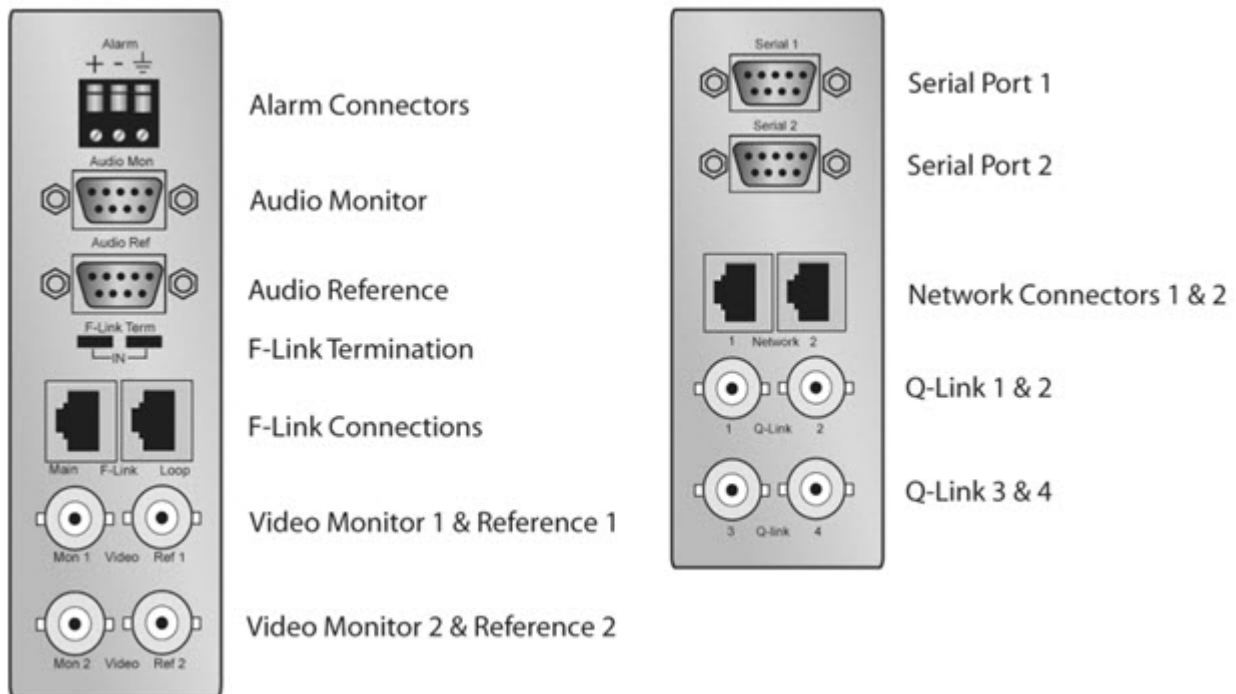 Alarm
+ -
Alarm Connectors
Audio Mon
Audio Monitor
Audio Ref
Audio Reference
F-Link Term
IN
F-Link Termination
F-Link Connections
Main F-Link Loop
Video Monitor 1 & Reference 1
Mon 1 Video Ref 1
Video Monitor 2 & Reference 2
Mon 2 Video Ref 2
Serial 1
Serial Port 1
Serial 2
Serial Port 2
Network Connectors 1 & 2
1 Network 2
Q-Link 1 & 2
1 Q-Link 2
Q-Link 3 & 4
3 Q-link 4